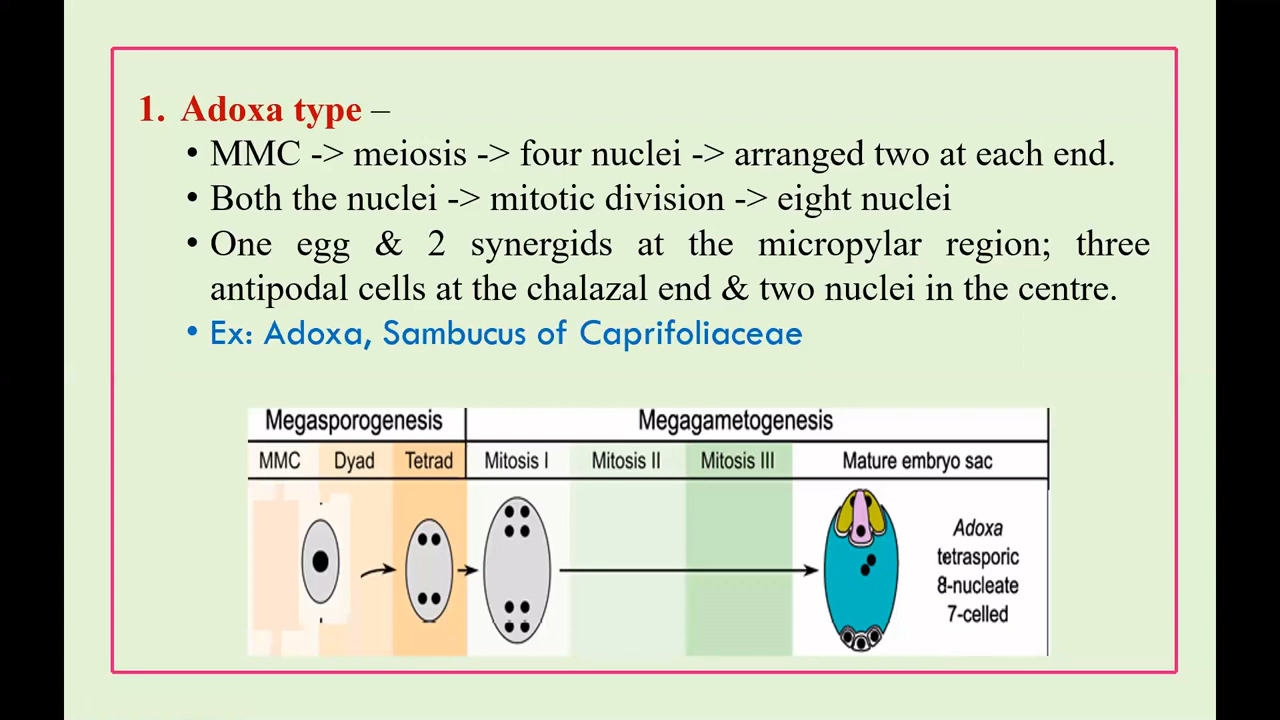 1. Adoxa type –
• MMC -> meiosis -> four nuclei -> arranged two at each end.
• Both the nuclei -> mitotic division -> eight nuclei
• One egg & 2 synergids at the micropylar region; three
antipodal cells at the chalazal end & two nuclei in the centre.
• Ex: Adoxa, Sambucus of Caprifoliaceae
Megasporogenesis Megagametogenesis
MMC Dyad Tetrad Mitosis I Mitosis II Mitosis III Mature embryo sac
Adoxa
tetrasporic
8-nucleate
7-celled